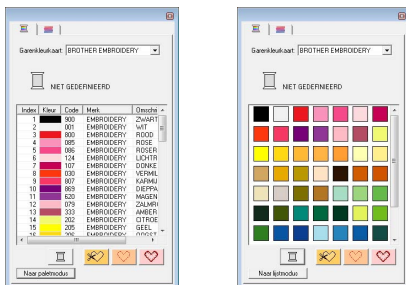 Garenkleurkaart: BROTHER EMBROIDERY
NIET GEDEFINIEERD
Index Kleur Code Merk Omschri
1 900 EMBROIDERY ZWART
2 001 EMBROIDERY WIT
3 800 EMBROIDERY ROOD
4 085 EMBROIDERY ROSE
5 086 EMBROIDERY ROSER
6 124 EMBROIDERY LICHTR
7 107 EMBROIDERY DONKE
8 030 EMBROIDERY VERMIL
9 807 EMBROIDERY KARMIJ
10 869 EMBROIDERY DIEPPA
11 620 EMBROIDERY MAGEN
12 079 EMBROIDERY ZALMRI
13 333 EMBROIDERY AMBER
14 202 EMBROIDERY CITROE
15 205 EMBROIDERY GEEL
Naar paletmodus
Garenkleurkaart: BROTHER EMBROIDERY
NIET GEDEFINIEERD
Naar lijstmodus